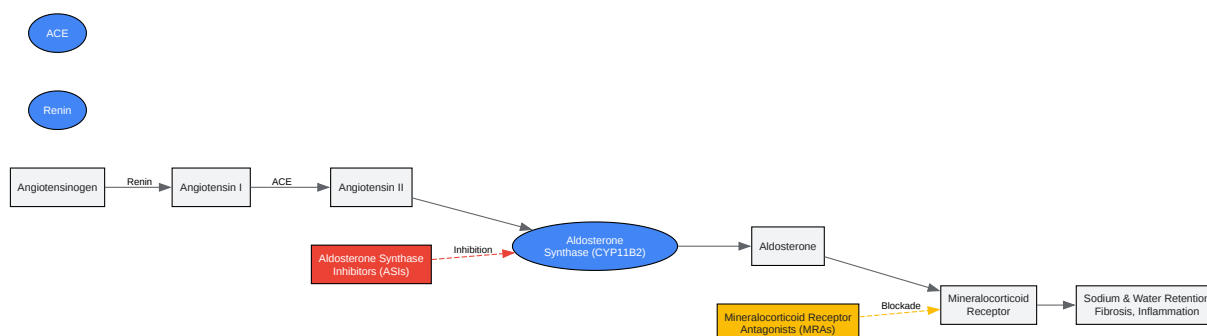 ACE
Renin
Angiotensinogen
Renin
Angiotensin I
ACE
Angiotensin II
Aldosterone Synthase
Inhibitors (ASIs)
Inhibition
Aldosterone
Synthase (CYP11B2)
Aldosterone
Mineralocorticoid Receptor
Antagonists (MRAs)
Blockade
Mineralocorticoid
Receptor
Sodium & Water Retention
Fibrosis, Inflammation